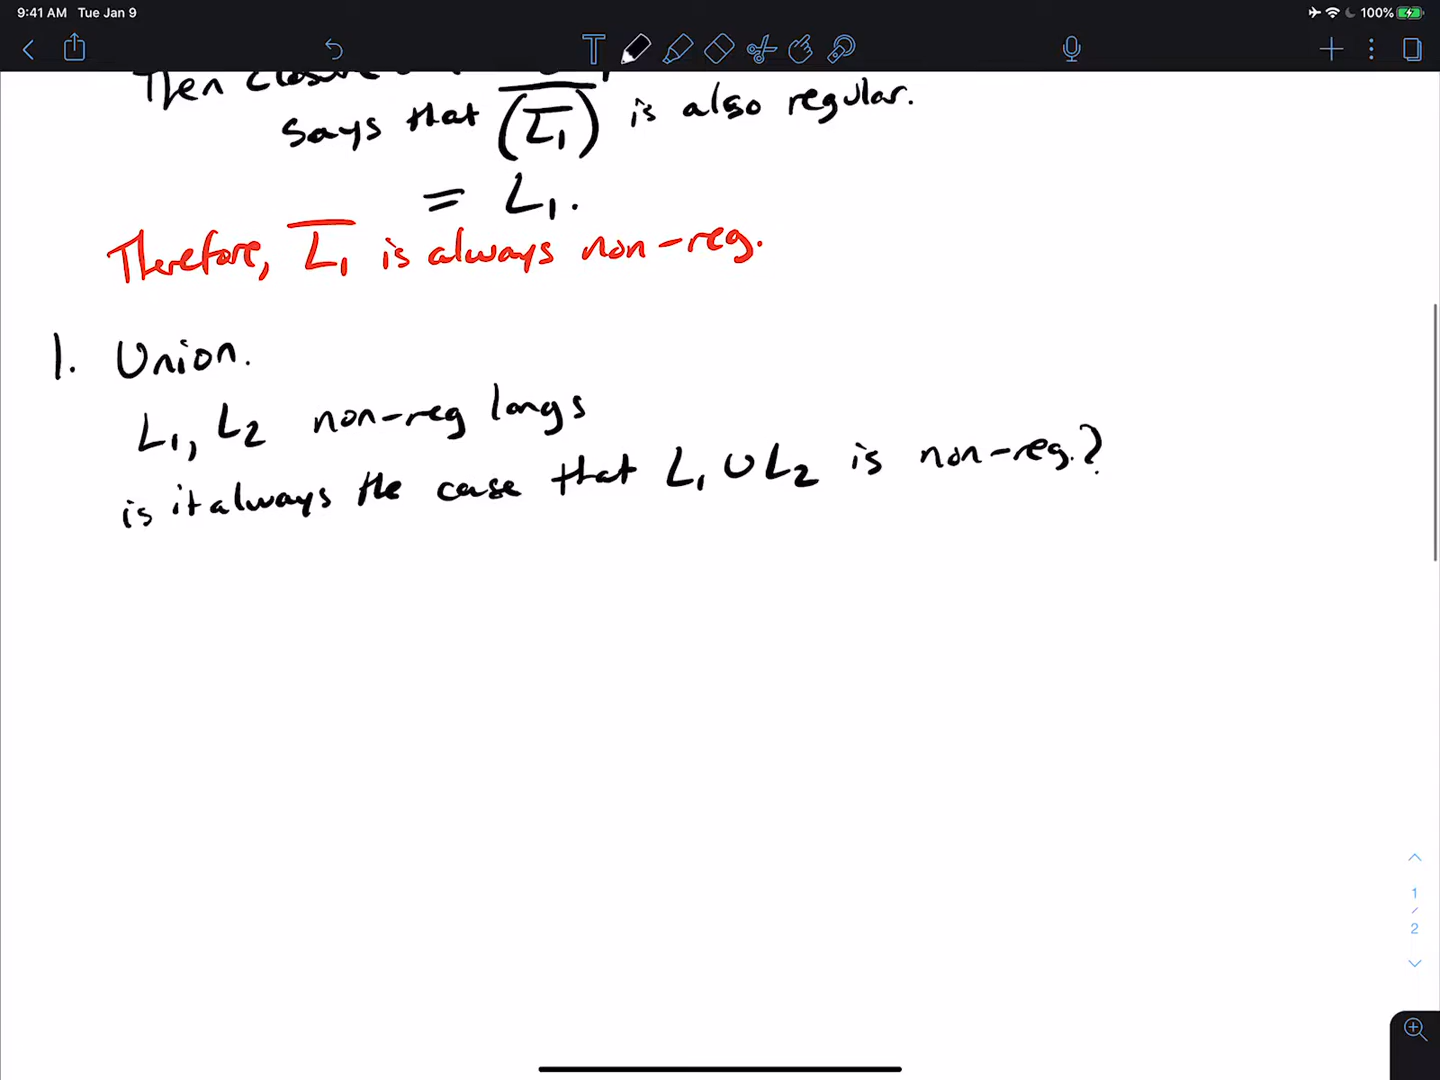 9:41 AM Tue Jan 9
100%
Then
says that (L̅₁)̅ is also regular.
= L₁.
Therefore, L̅₁ is always non-reg.
1. Union.
L₁, L₂ non-reg langs
is it always the case that L₁ ∪ L₂ is non-reg.?
1
/
2